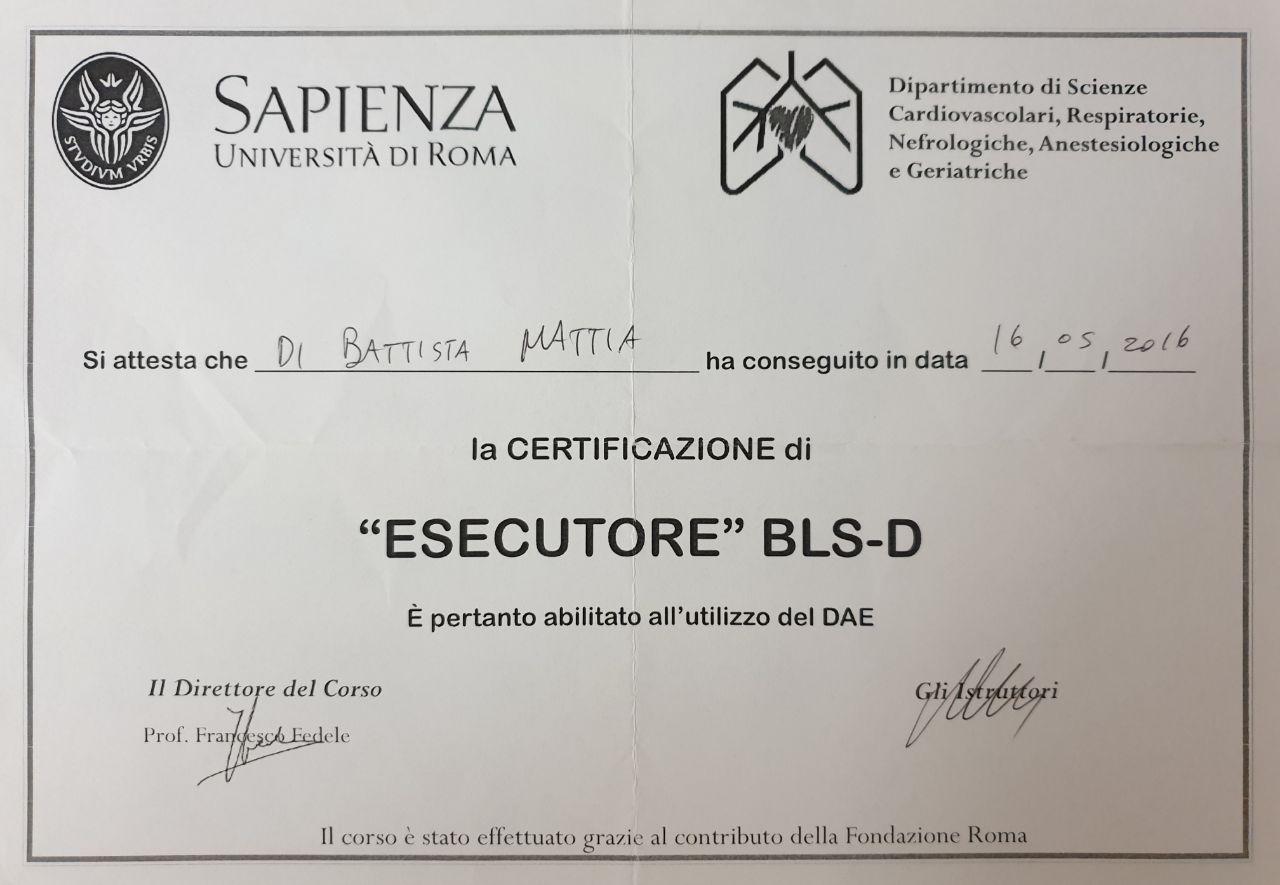 SAPIENZA
UNIVERSITÀ DI ROMA
STVDIVM VRBIS
Dipartimento di Scienze
Cardiovascolari, Respiratorie,
Nefrologiche, Anestesiologiche
e Geriatriche
Si attesta che DI BATTISTA MATTIA ha conseguito in data 16/05/2016
la CERTIFICAZIONE di
“ESECUTORE” BLS-D
È pertanto abilitato all’utilizzo del DAE
Il Direttore del Corso
Prof. Francesco Fedele
Gli Istruttori
Il corso è stato effettuato grazie al contributo della Fondazione Roma